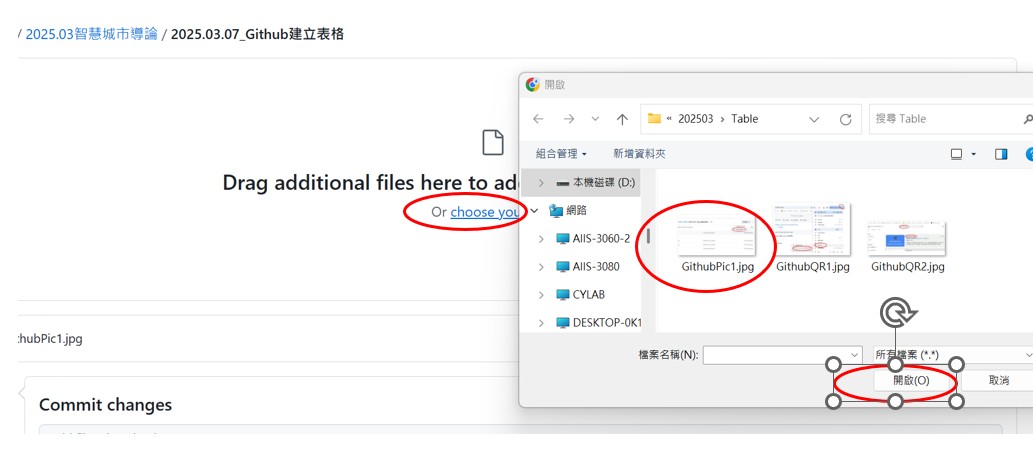 / 2025.03智慧城市導論 / 2025.03.07_Github建立表格
Drag additional files here to
Or choose
hubPic1.jpg
Commit changes
開啟
« 202503 › Table
搜尋 Table
組合管理
新增資料夾
本機磁碟 (D:)
網路
AIIS-3060-2
AIIS-3080
CYLAB
DESKTOP-0K1
GithubPic1.jpg
GithubQR1.jpg
GithubQR2.jpg
檔案名稱(N):
所有檔案 (*.*)
開啟(O)
取消